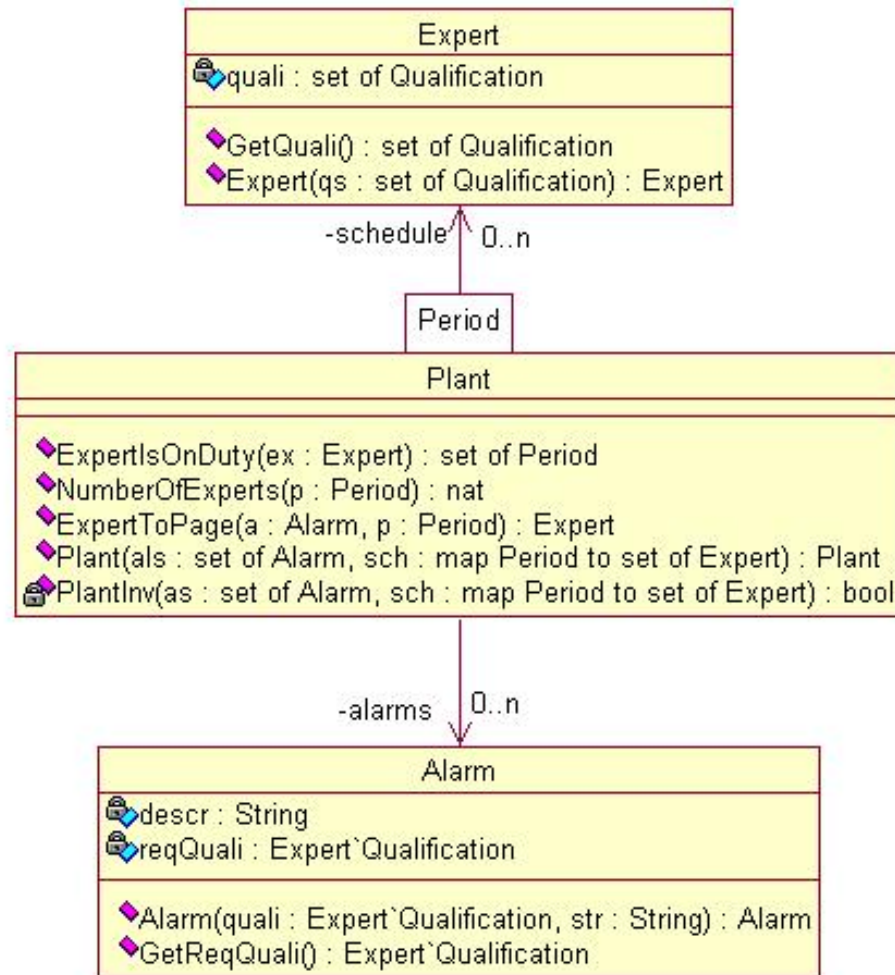 Expert
quali : set of Qualification
GetQuali() : set of Qualification
Expert(qs : set of Qualification) : Expert
-schedule 0..n
Period
Plant
ExpertIsOnDuty(ex : Expert) : set of Period
NumberOfExperts(p : Period) : nat
ExpertToPage(a : Alarm, p : Period) : Expert
Plant(als : set of Alarm, sch : map Period to set of Expert) : Plant
PlantInv(as : set of Alarm, sch : map Period to set of Expert) : bool
-alarms 0..n
Alarm
descr : String
reqQuali : Expert`Qualification
Alarm(quali : Expert`Qualification, str : String) : Alarm
GetReqQuali() : Expert`Qualification